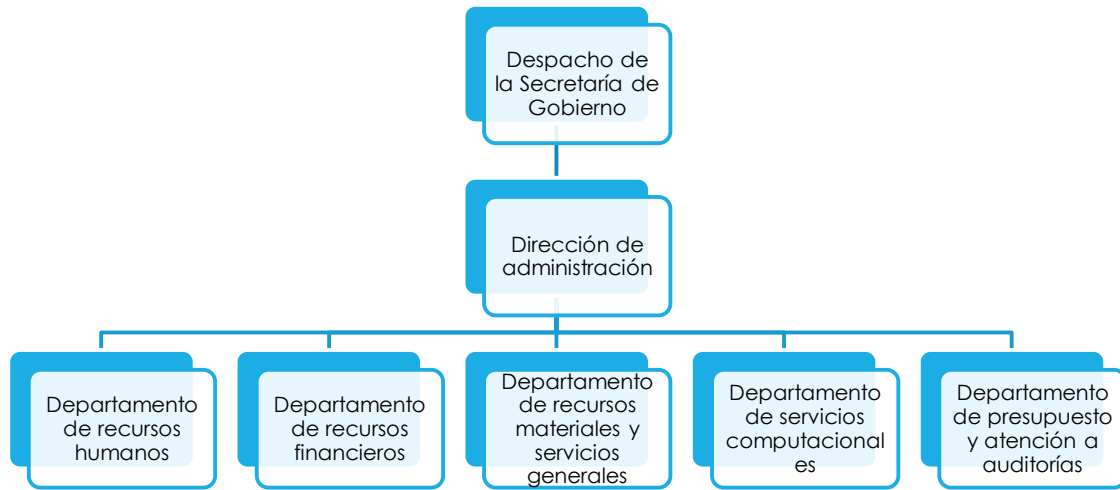 Despacho de
la Secretaría de
Gobierno
Dirección de
administración
Departamento
de recursos
humanos
Departamento
de recursos
financieros
Departamento
de recursos
materiales y
servicios
generales
Departamento
de servicios
computacional
es
Departamento
de presupuesto
y atención a
auditorías